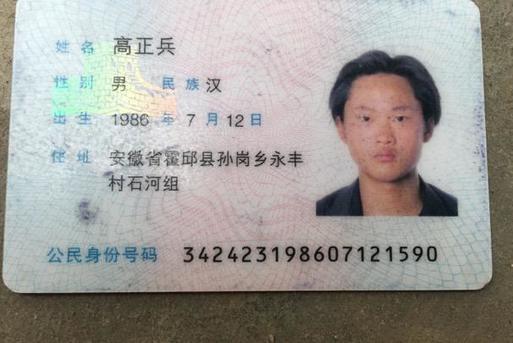 姓名 高正兵
性别 男 民族 汉
出生 1986 年 7 月 12 日
住址 安徽省霍邱县孙岗乡永丰
村石河组
公民身份号码 342423198607121590